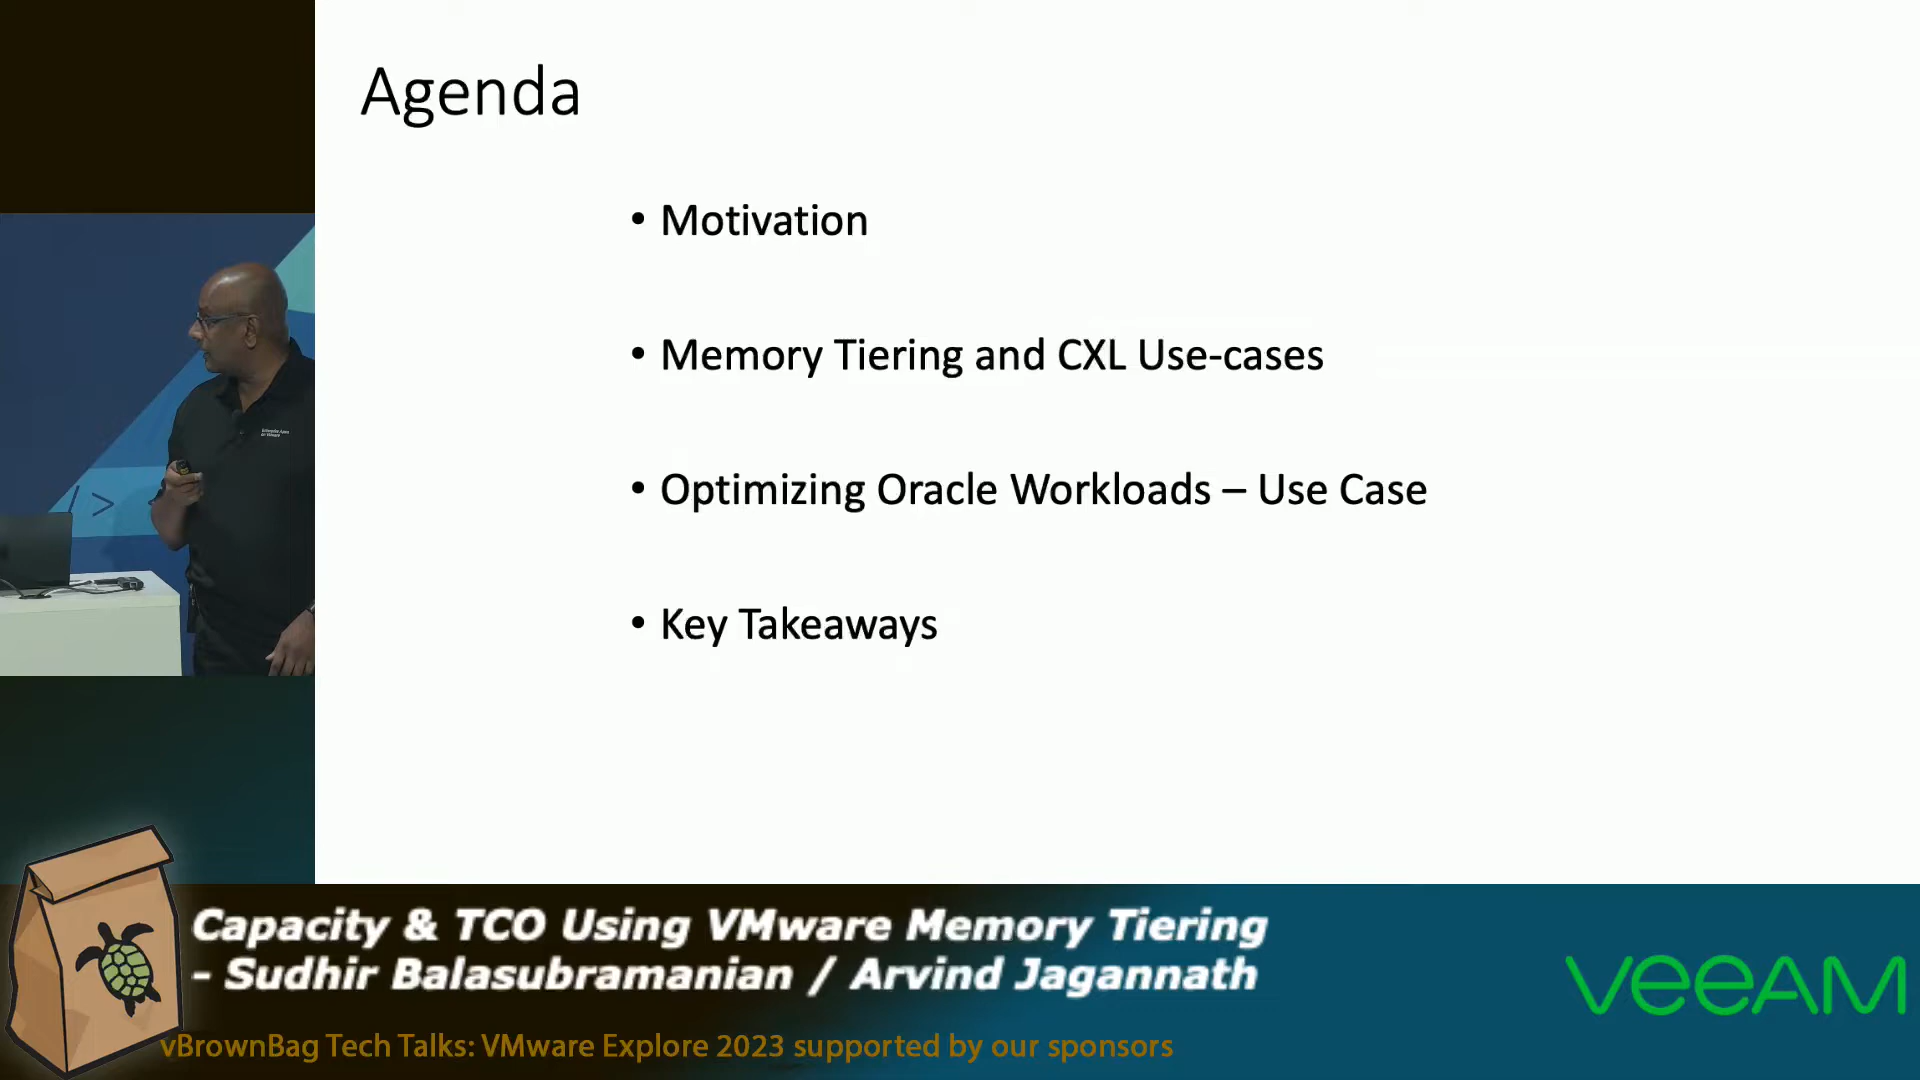 Agenda
• Motivation
• Memory Tiering and CXL Use-cases
• Optimizing Oracle Workloads – Use Case
• Key Takeaways
/>
Capacity & TCO Using VMware Memory Tiering
- Sudhir Balasubramanian / Arvind Jagannath
veeAM
vBrownBag Tech Talks: VMware Explore 2023 supported by our sponsors